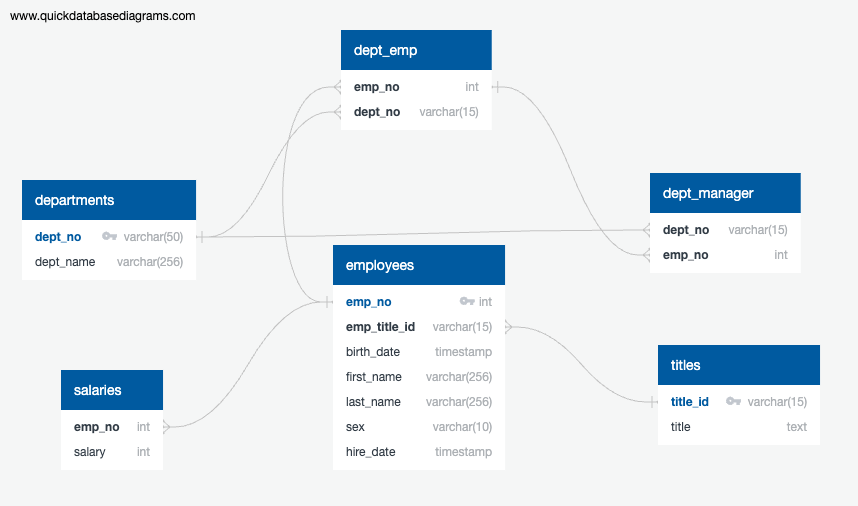 www.quickdatabasediagrams.com
dept_emp
emp_no int
dept_no varchar(15)
departments
dept_no varchar(50)
dept_name varchar(256)
dept_manager
dept_no varchar(15)
emp_no int
employees
emp_no int
emp_title_id varchar(15)
birth_date timestamp
first_name varchar(256)
last_name varchar(256)
sex varchar(10)
hire_date timestamp
salaries
emp_no int
salary int
titles
title_id varchar(15)
title text